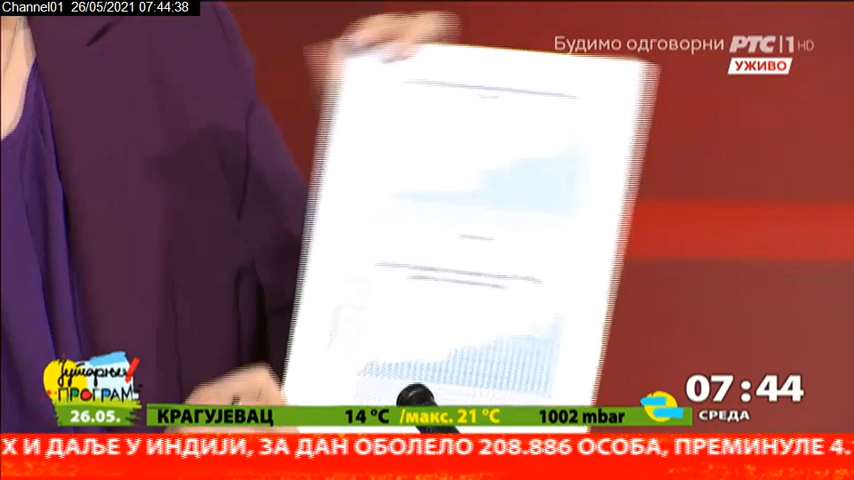 Channel01 26/05/2021 07:44:38
Будимо одговорни РТС|1 HD
УЖИВО
Јутарњи
ПРОГРАМ
26.05.
КРАГУЈЕВАЦ 14 °C /макс. 21 °C 1002 mbar
07:44
СРЕДА
Х И ДАЉЕ У ИНДИЈИ, ЗА ДАН ОБОЛЕЛО 208.886 ОСОБА, ПРЕМИНУЛЕ 4.